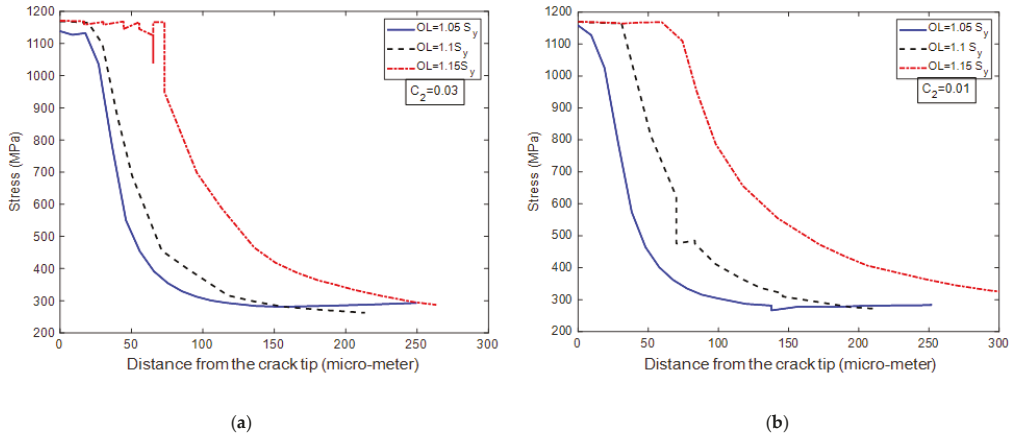 1200
1100
1000
900
800
700
600
500
400
300
200
0 50 100 150 200 250 300
Stress (MPa)
Distance from the crack tip (micro-meter)
OL=1.05 Sy
OL=1.1Sy
OL=1.15Sy
C2=0.03
(a)
1200
1100
1000
900
800
700
600
500
400
300
200
0 50 100 150 200 250 300
Stress (MPa)
Distance from the crack tip (micro-meter)
OL=1.05 Sy
OL=1.1 Sy
OL=1.15 Sy
C2=0.01
(b)